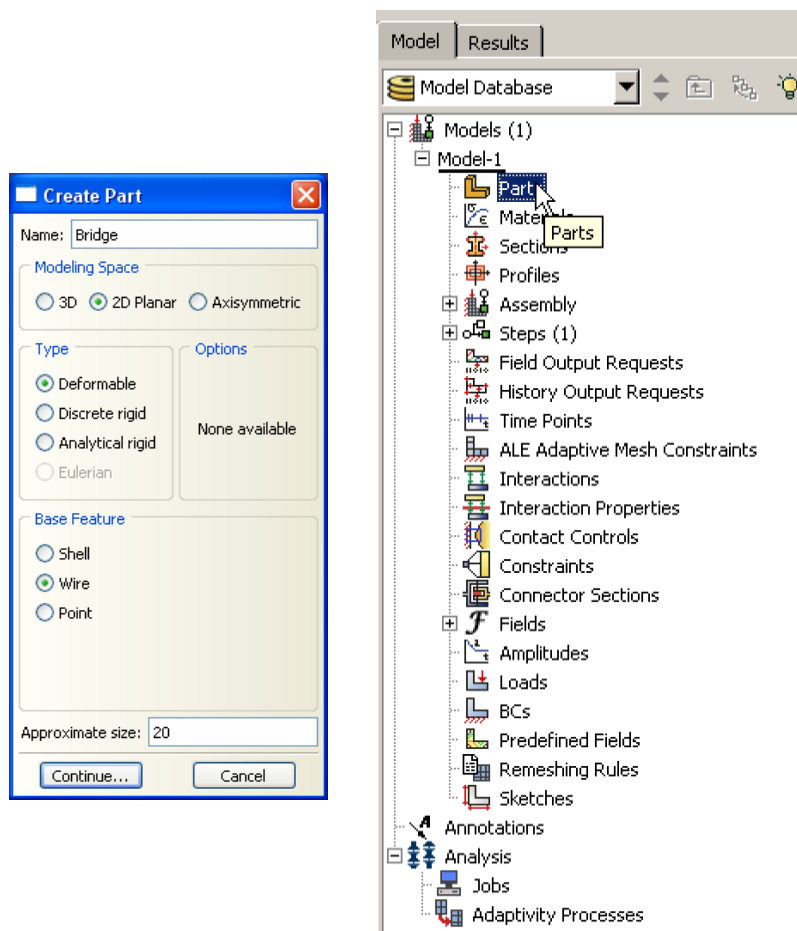 Create Part
Name: Bridge
Modeling Space
3D 2D Planar Axisymmetric
Type
Deformable
Discrete rigid
Analytical rigid
Eulerian
Options
None available
Base Feature
Shell
Wire
Point
Approximate size: 20
Continue... Cancel
Model Results
Model Database
Models (1)
Model-1
Part
Materials
Parts
Sections
Profiles
Assembly
Steps (1)
Field Output Requests
History Output Requests
Time Points
ALE Adaptive Mesh Constraints
Interactions
Interaction Properties
Contact Controls
Constraints
Connector Sections
Fields
Amplitudes
Loads
BCs
Predefined Fields
Remeshing Rules
Sketches
Annotations
Analysis
Jobs
Adaptivity Processes